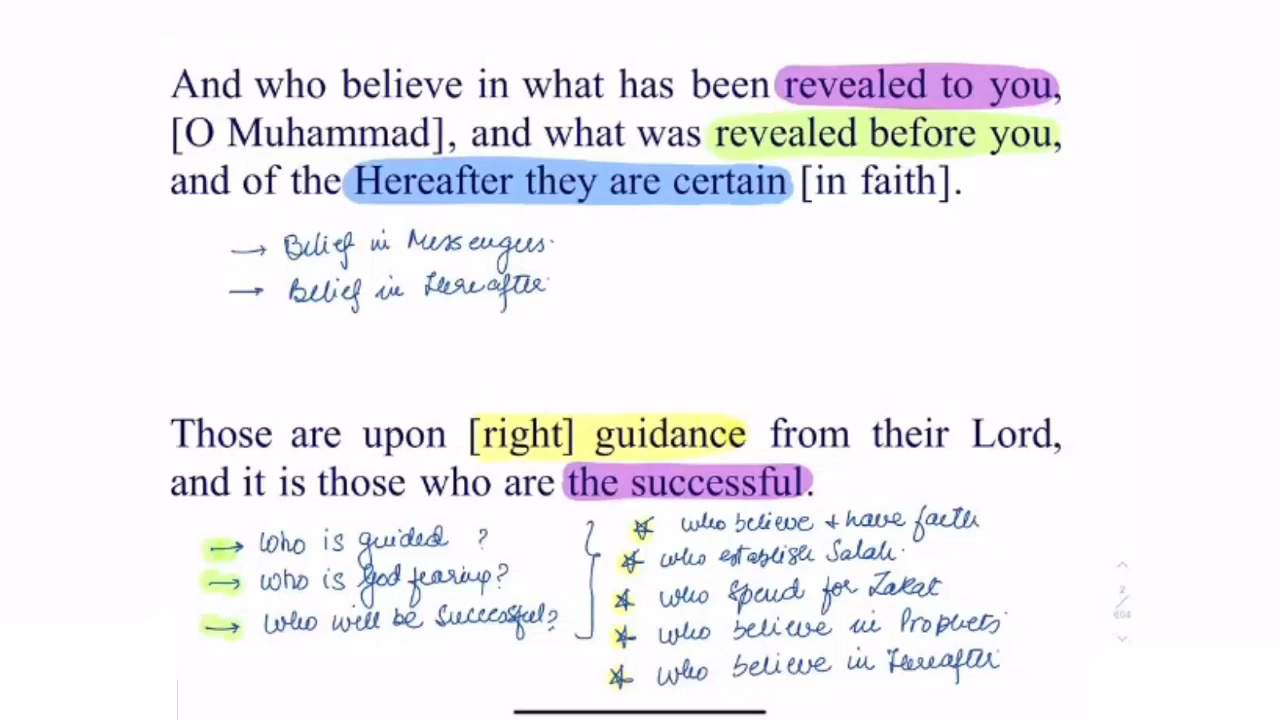 And who believe in what has been revealed to you,
[O Muhammad], and what was revealed before you,
and of the Hereafter they are certain [in faith].
→ Belief in Messengers.
→ Belief in Hereafter
Those are upon [right] guidance from their Lord,
and it is those who are the successful.
→ Who is guided ?
→ who is God fearing?
→ Who will be Successful?
who believe + have faith
who establish Salah.
who Spend for Zakat
who believe in Prophets
who believe in Hereafter
2
604